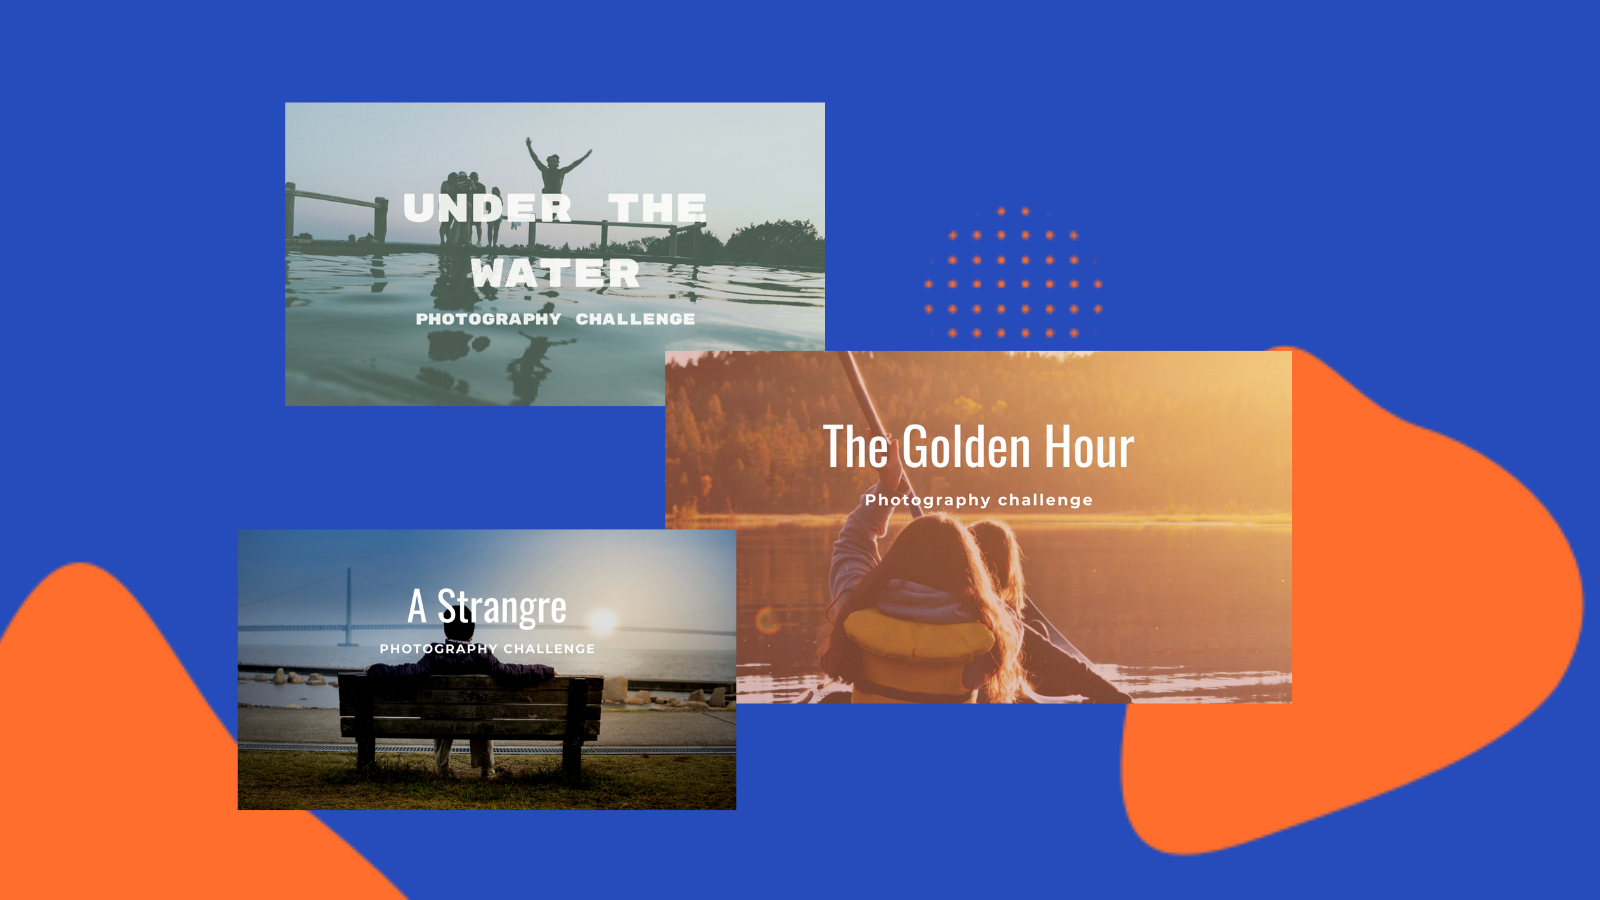 UNDER THE
WATER
PHOTOGRAPHY CHALLENGE
The Golden Hour
Photography challenge
A Strangre
PHOTOGRAPHY CHALLENGE